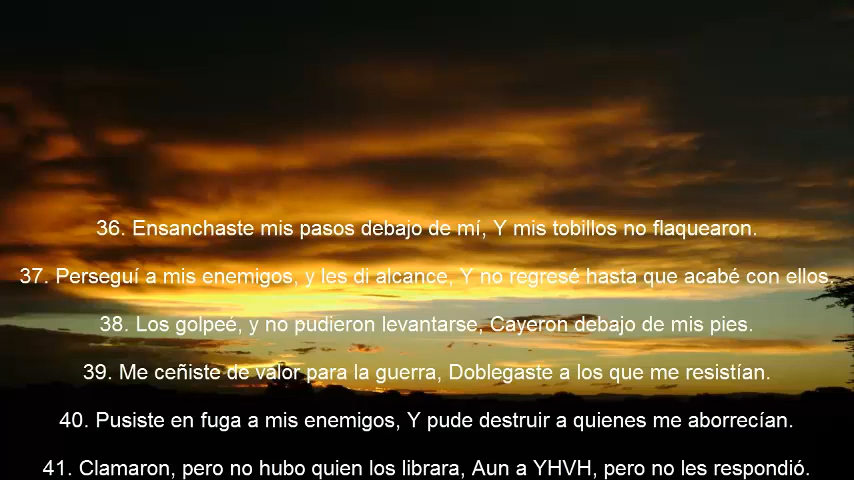 36. Ensanchaste mis pasos debajo de mí, Y mis tobillos no flaquearon.
37. Perseguí a mis enemigos, y les di alcance, Y no regresé hasta que acabé con ellos.
38. Los golpeé, y no pudieron levantarse, Cayeron debajo de mis pies.
39. Me ceñiste de valor para la guerra, Doblegaste a los que me resistían.
40. Pusiste en fuga a mis enemigos, Y pude destruir a quienes me aborrecían.
41. Clamaron, pero no hubo quien los librara, Aun a YHVH, pero no les respondió.